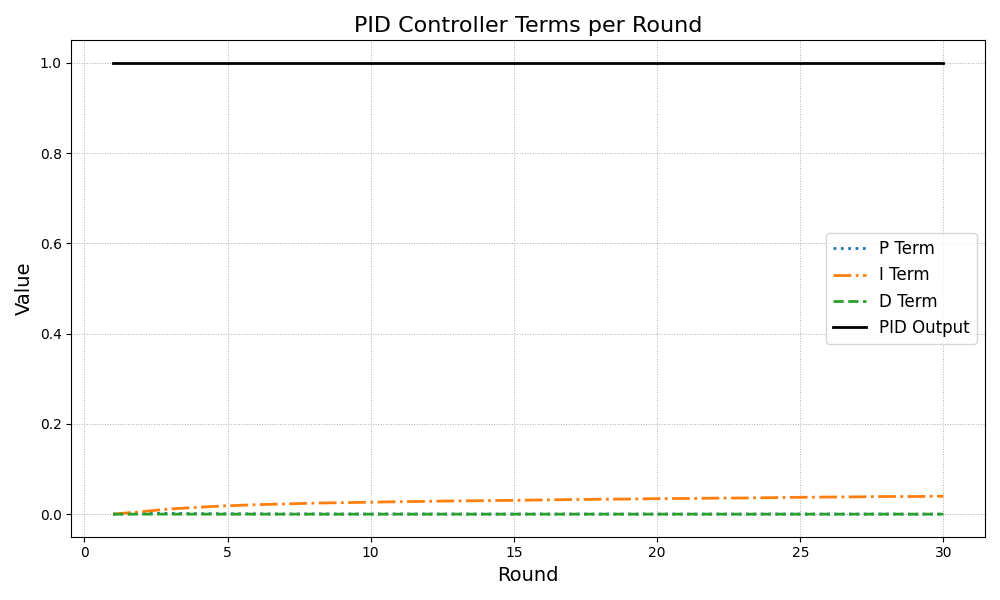 PID Controller Terms per Round
Value
1.0
0.8
0.6
0.4
0.2
0.0
P Term
I Term
D Term
PID Output
0 5 10 15 20 25 30
Round